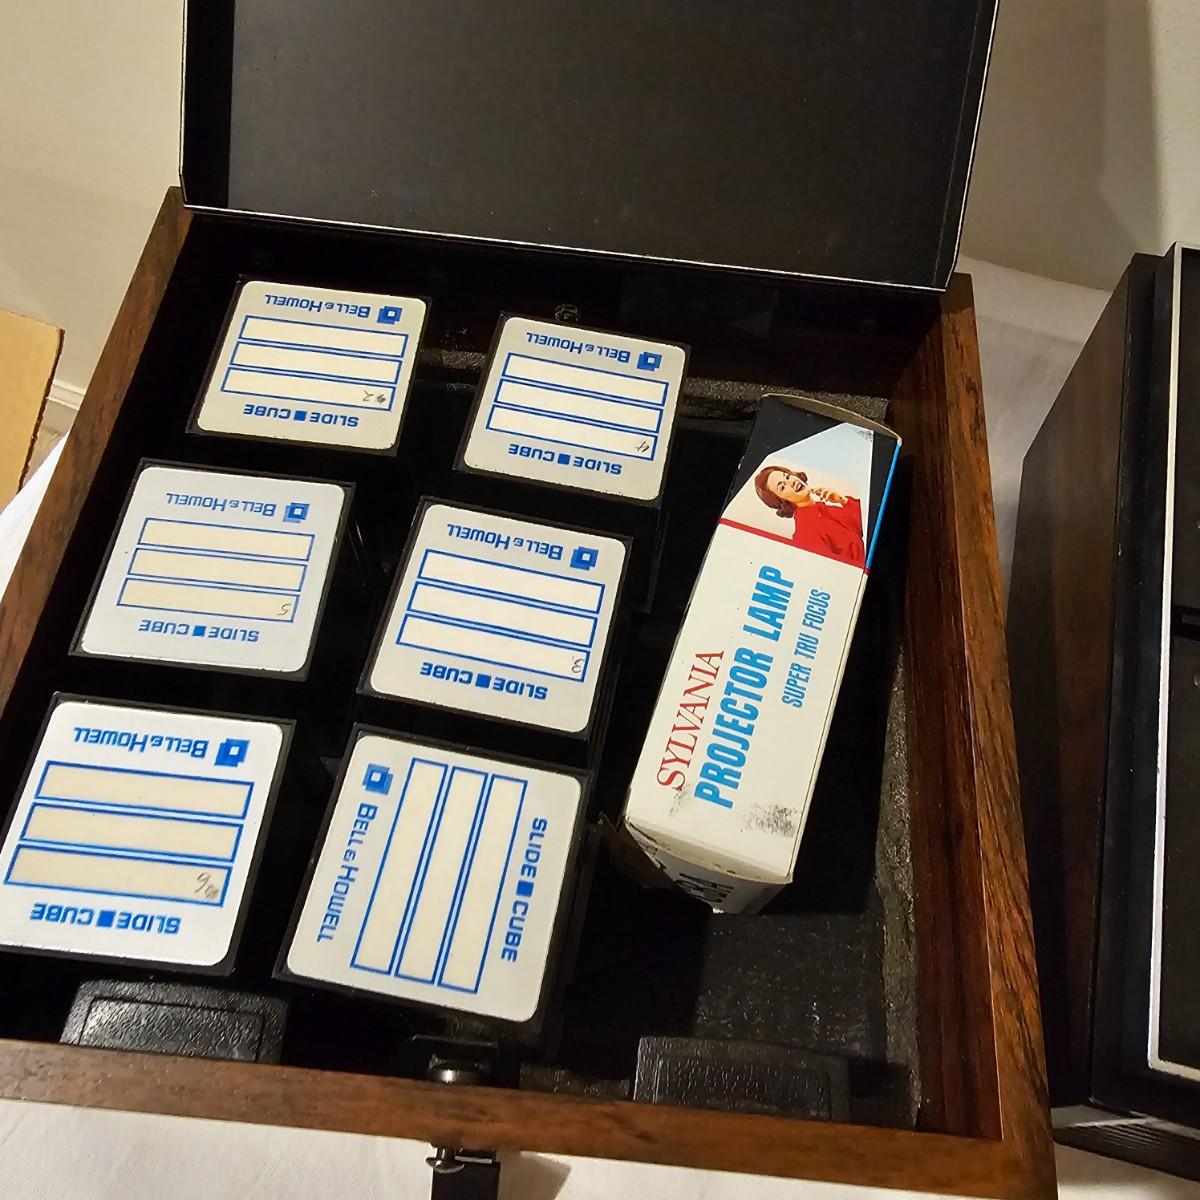 BELL & HOWELL
2
SLIDE CUBE
BELL & HOWELL
4
SLIDE CUBE
BELL & HOWELL
5
SLIDE CUBE
BELL & HOWELL
3
SLIDE CUBE
BELL & HOWELL
6
SLIDE CUBE
BELL & HOWELL
SLIDE CUBE
SYLVANIA
PROJECTOR LAMP
SUPER TRU FOCUS